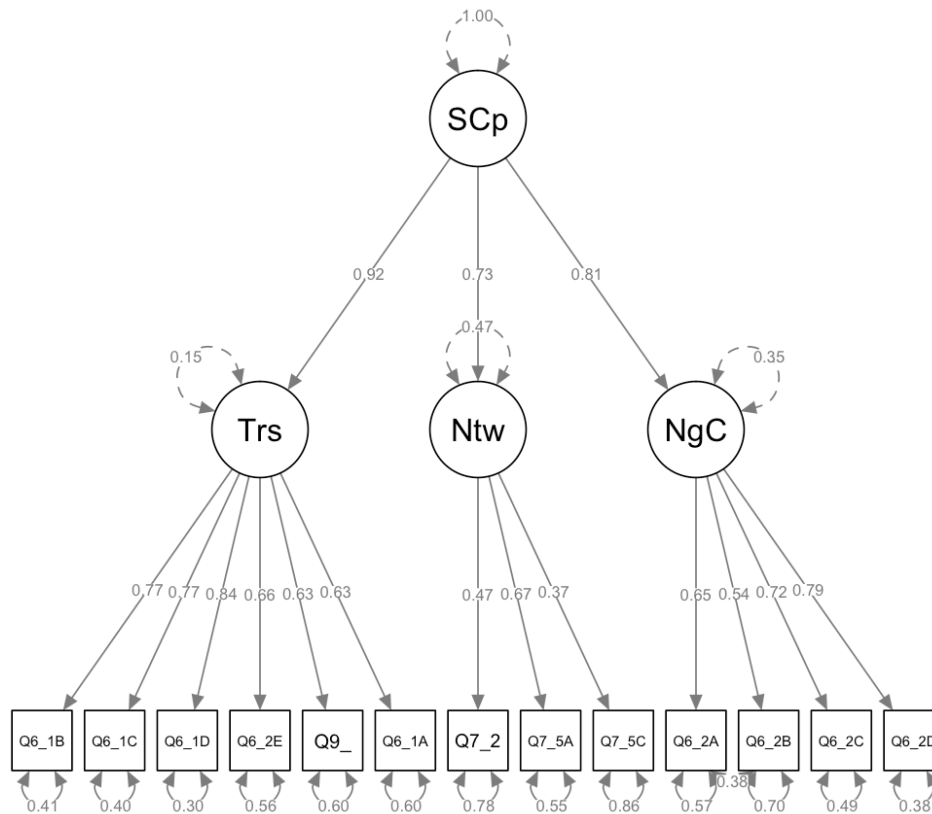 1.00
SCp
0.92 0.73 0.81
0.47
0.15 0.35
Trs Ntw NgC
0.77 0.77 0.84 0.66 0.63 0.63 0.47 0.67 0.37 0.65 0.54 0.72 0.79
Q6_1B Q6_1C Q6_1D Q6_2E Q9_ Q6_1A Q7_2 Q7_5A Q7_5C Q6_2A Q6_2B Q6_2C Q6_2D
0.38
0.41 0.40 0.30 0.56 0.60 0.60 0.78 0.55 0.86 0.57 0.70 0.49 0.38